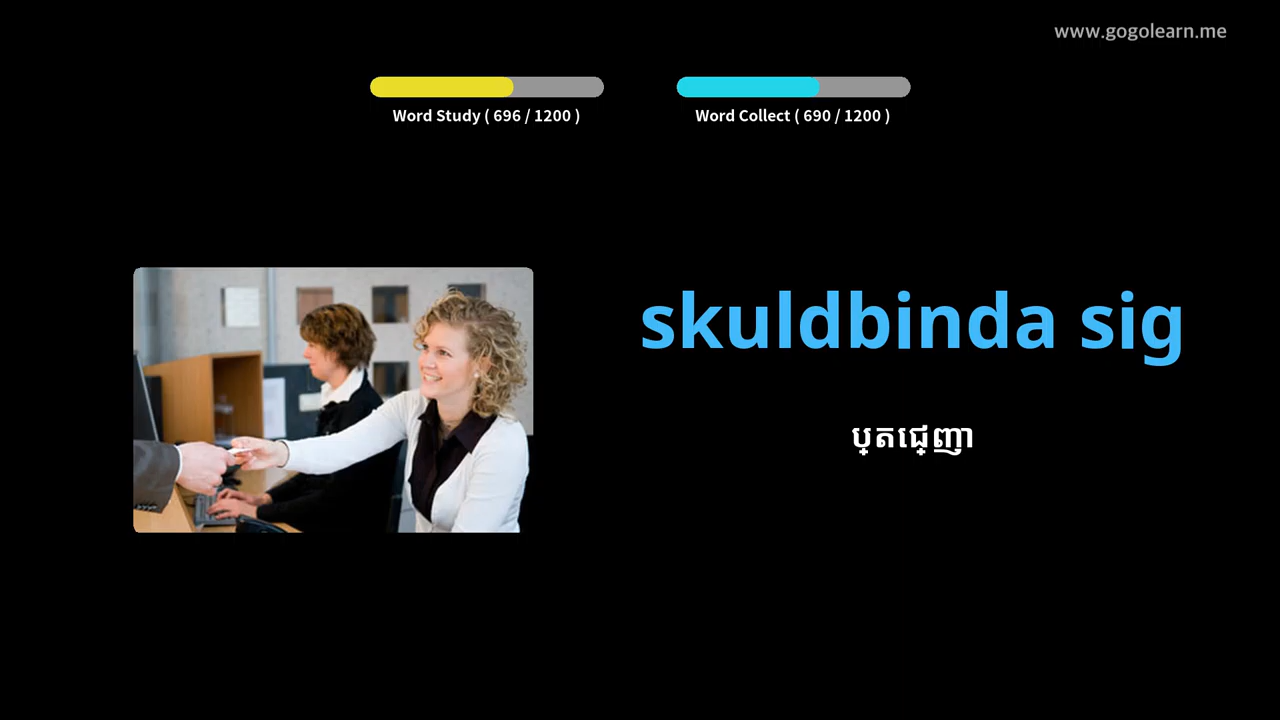 www.gogolearn.me
Word Study ( 696 / 1200 )
Word Collect ( 690 / 1200 )
skuldbinda sig
ប្តជ្ញេា